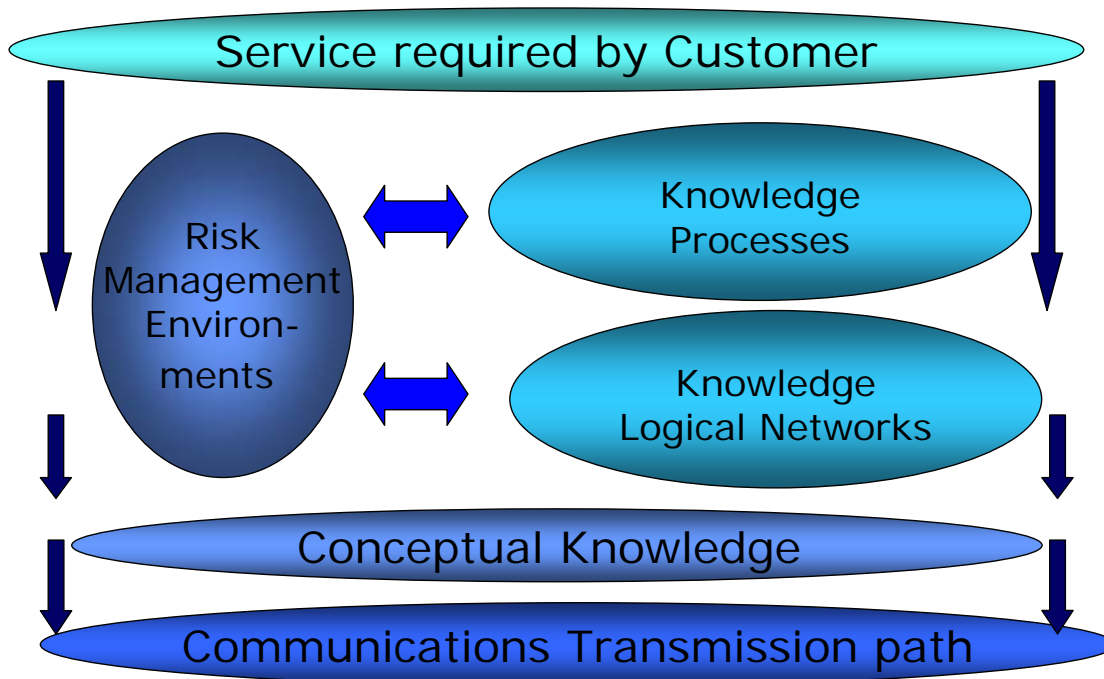 Service required by Customer
Risk
Management
Environ-
ments
Knowledge
Processes
Knowledge
Logical Networks
Conceptual Knowledge
Communications Transmission path